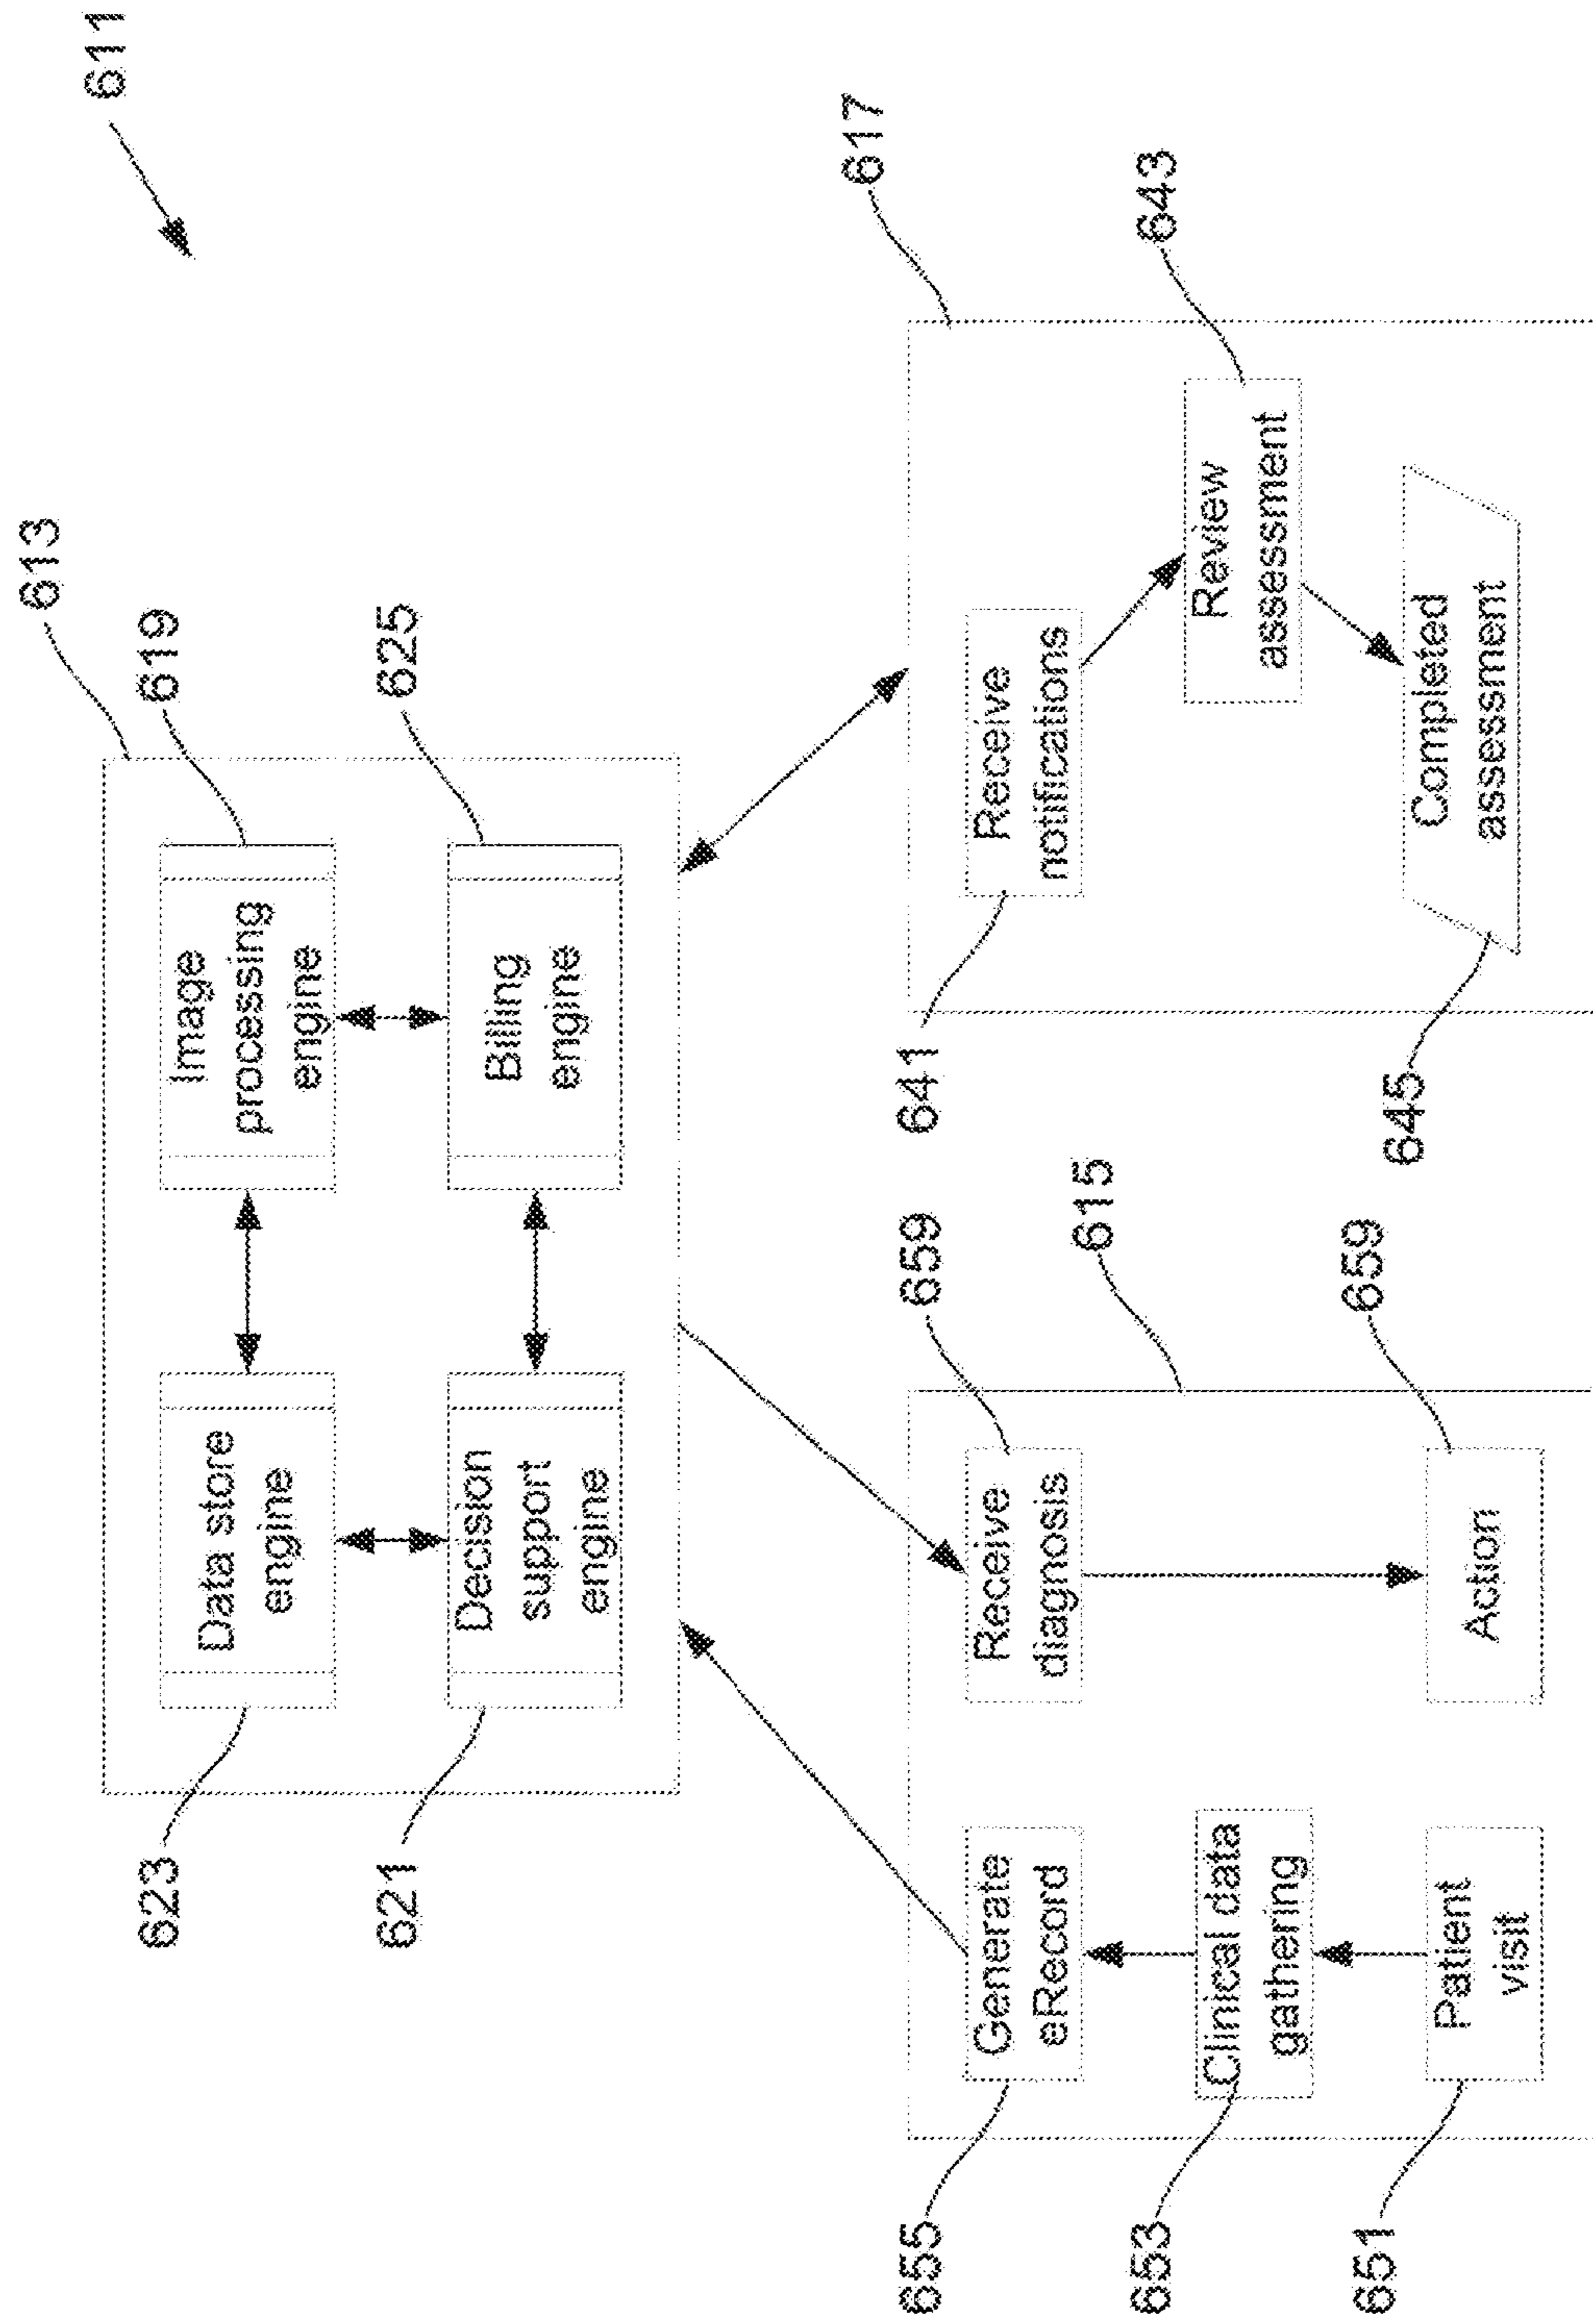 611
613
619
625
623
621
Data store
engine
Image
processing
engine
Decision
support
engine
Billing
engine
655
653
651
Generate
eRecord
Clinical data
gathering
Patient
visit
659
615
659
Receive
diagnosis
Action
641
645
617
643
Receive
notifications
Review
assessment
Completed
assessment